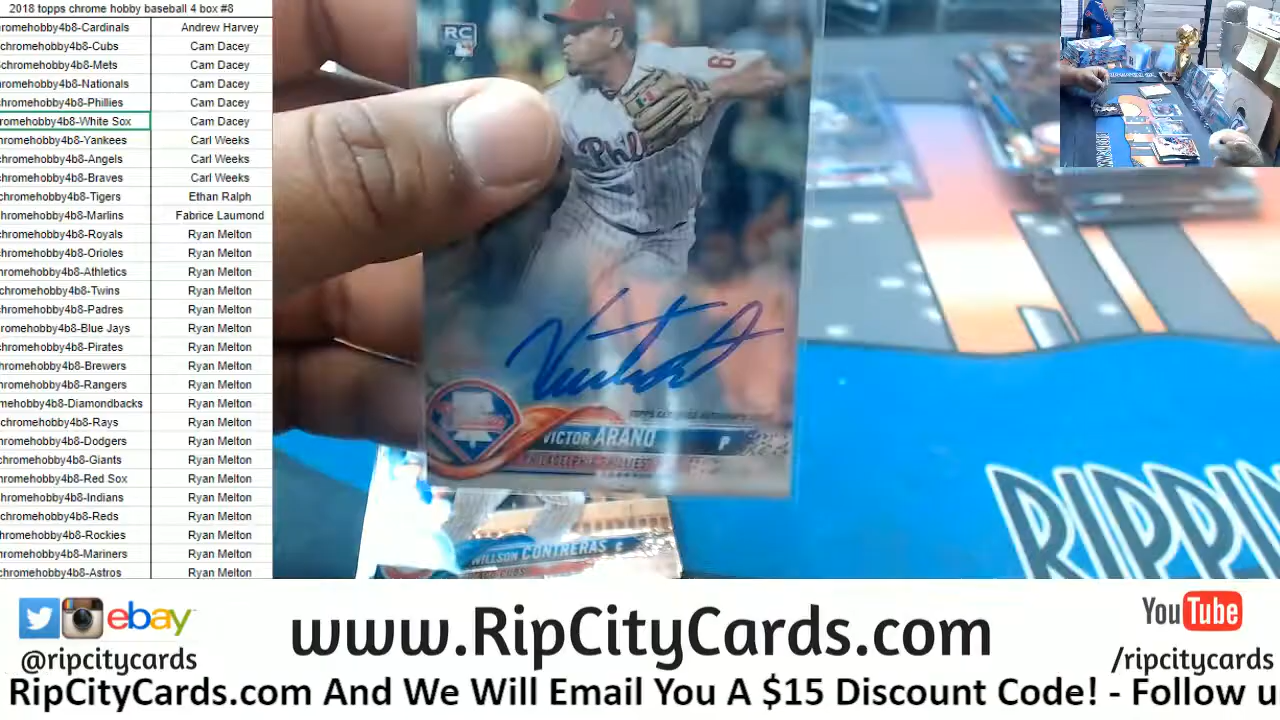 2018 topps chrome hobby baseball 4 box #8
romehobby4b8-Cardinals Andrew Harvey
chromehobby4b8-Cubs Cam Dacey
chromehobby4b8-Mets Cam Dacey
chromehobby4b8-Nationals Cam Dacey
chromehobby4b8-Phillies Cam Dacey
romehobby4b8-White Sox Cam Dacey
chromehobby4b8-Yankees Carl Weeks
chromehobby4b8-Angels Carl Weeks
chromehobby4b8-Braves Carl Weeks
chromehobby4b8-Tigers Ethan Ralph
chromehobby4b8-Marlins Fabrice Laumond
chromehobby4b8-Royals Ryan Melton
chromehobby4b8-Orioles Ryan Melton
chromehobby4b8-Athletics Ryan Melton
chromehobby4b8-Twins Ryan Melton
chromehobby4b8-Padres Ryan Melton
romehobby4b8-Blue Jays Ryan Melton
chromehobby4b8-Pirates Ryan Melton
chromehobby4b8-Brewers Ryan Melton
chromehobby4b8-Rangers Ryan Melton
mehobby4b8-Diamondbacks Ryan Melton
chromehobby4b8-Rays Ryan Melton
chromehobby4b8-Dodgers Ryan Melton
chromehobby4b8-Giants Ryan Melton
chromehobby4b8-Red Sox Ryan Melton
chromehobby4b8-Indians Ryan Melton
chromehobby4b8-Reds Ryan Melton
chromehobby4b8-Rockies Ryan Melton
chromehobby4b8-Mariners Ryan Melton
chromehobby4b8-Astros Ryan Melton
RC
Phil
VICTOR ARANO P
PHILADELPHIA PHILLIES
WILLSON CONTRERAS C
RIPPIN
ebay
@ripcitycards
www.RipCityCards.com
YouTube
/ripcitycards
RipCityCards.com And We Will Email You A $15 Discount Code! - Follow u